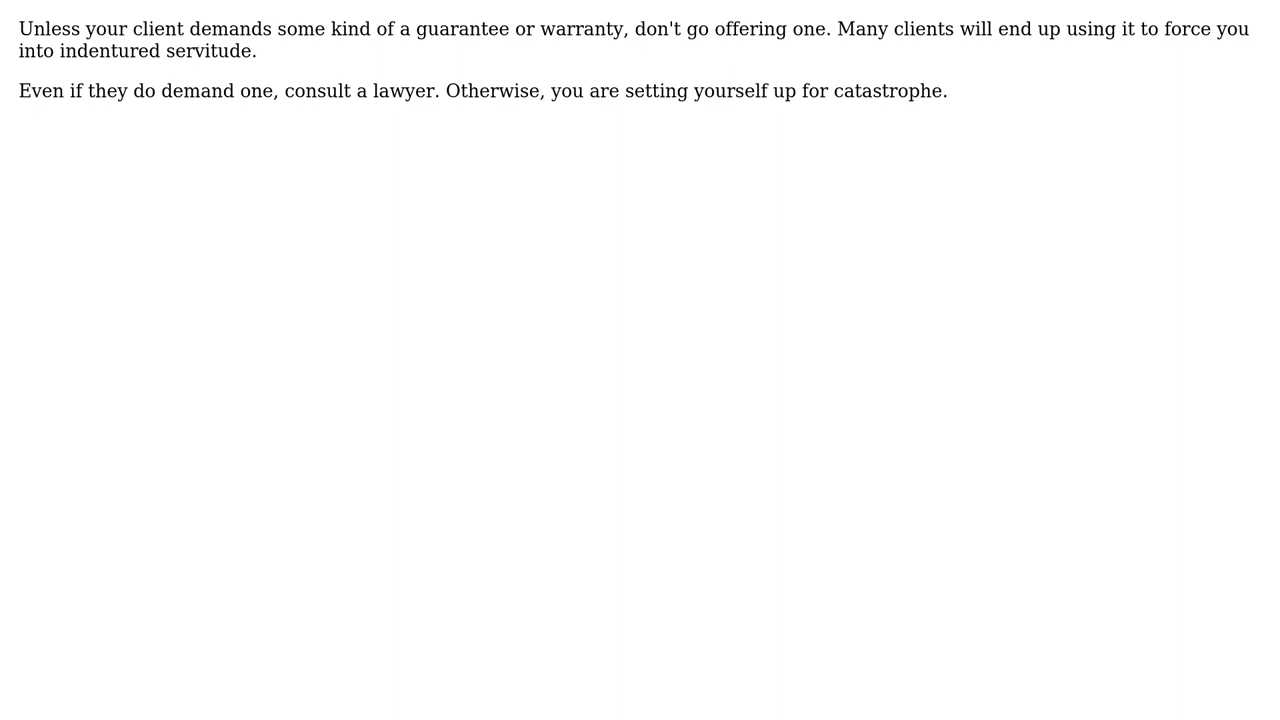 Unless your client demands some kind of a guarantee or warranty, don't go offering one. Many clients will end up using it to force you
into indentured servitude.
Even if they do demand one, consult a lawyer. Otherwise, you are setting yourself up for catastrophe.